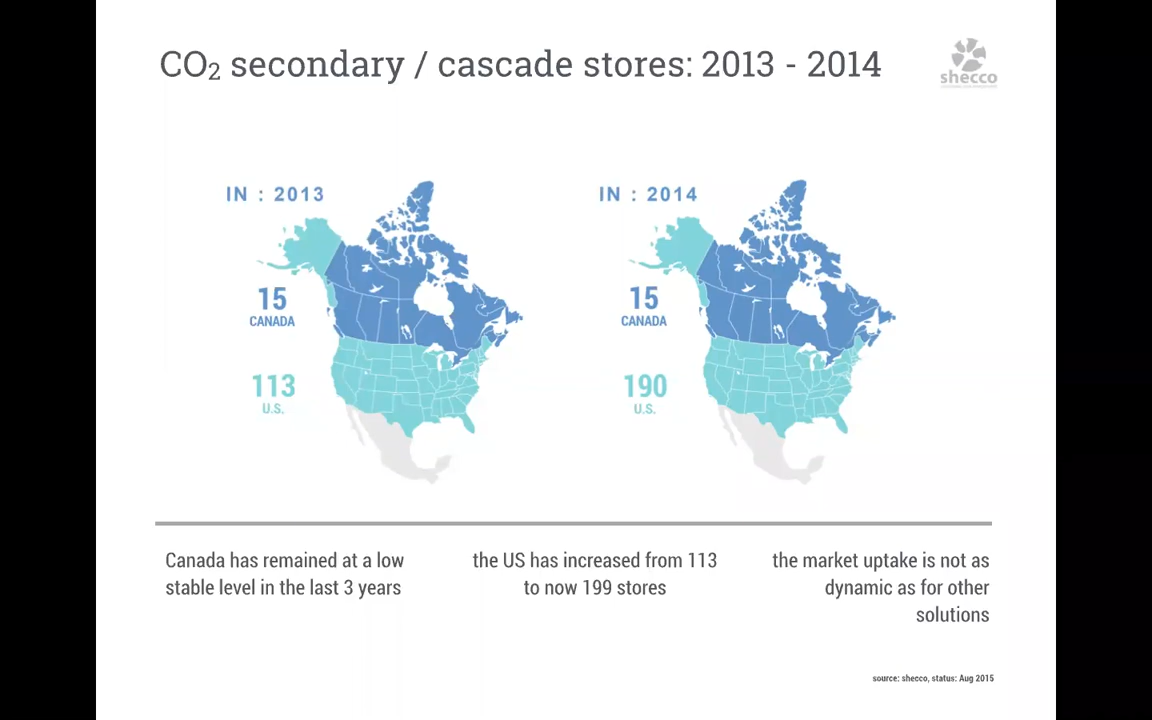 CO₂ secondary / cascade stores: 2013 - 2014
shecco
IN : 2013
15
CANADA
113
U.S.
IN : 2014
15
CANADA
190
U.S.
Canada has remained at a low
stable level in the last 3 years
the US has increased from 113
to now 199 stores
the market uptake is not as
dynamic as for other
solutions
source: shecco, status: Aug 2015